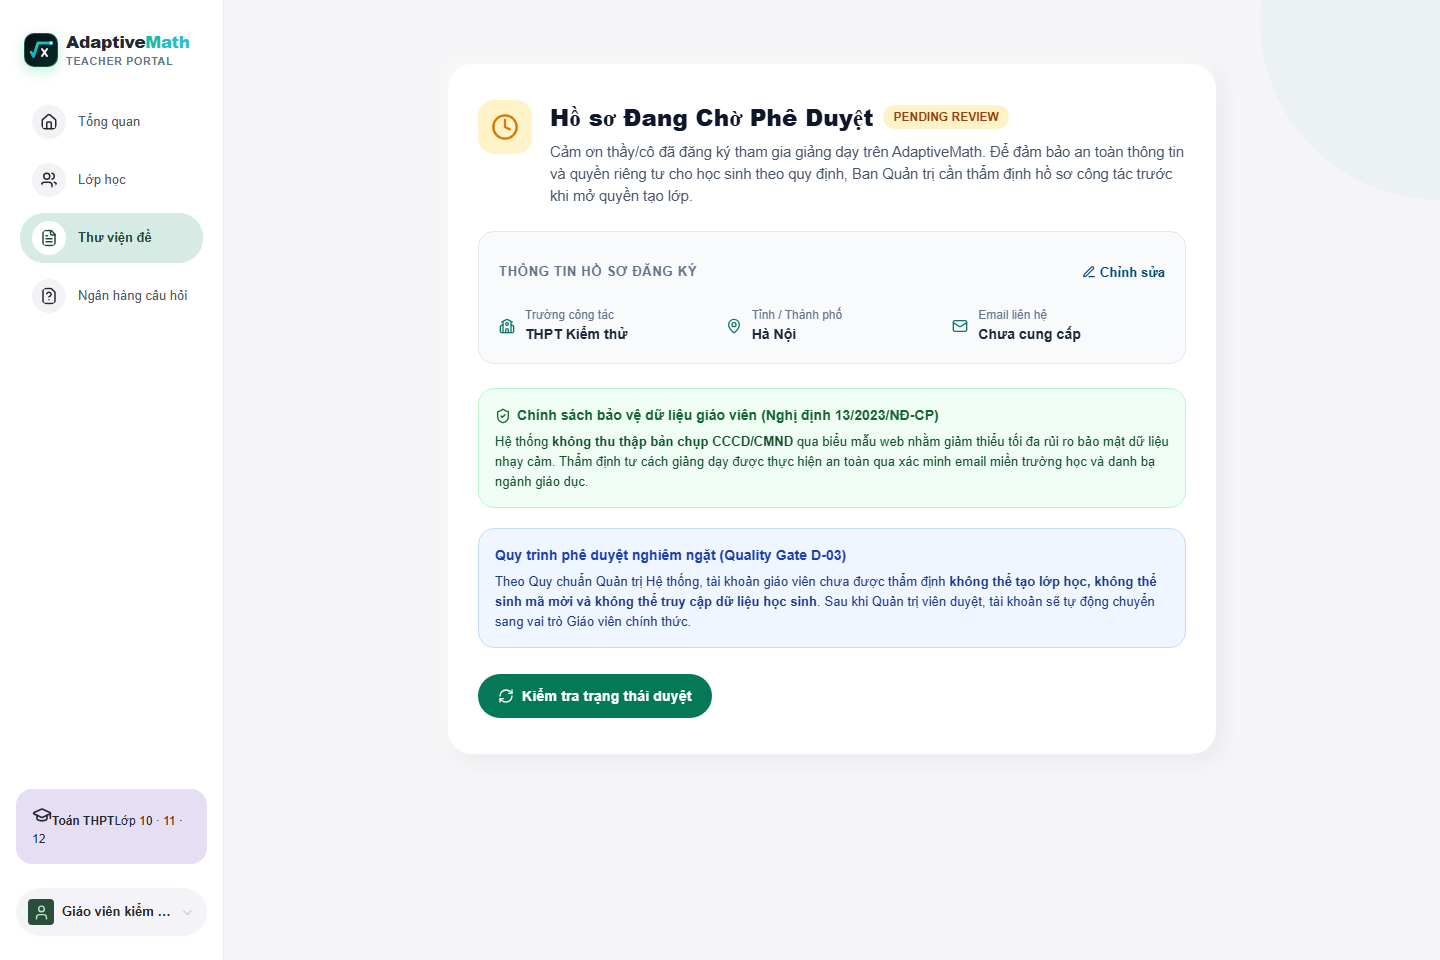 AdaptiveMath
TEACHER PORTAL
Tổng quan
Lớp học
Thư viện đề
Ngân hàng câu hỏi
Toán THPTLớp 10 · 11 ·
12
Giáo viên kiểm ...
Hồ sơ Đang Chờ Phê Duyệt
PENDING REVIEW
Cảm ơn thầy/cô đã đăng ký tham gia giảng dạy trên AdaptiveMath. Để đảm bảo an toàn thông tin
và quyền riêng tư cho học sinh theo quy định, Ban Quản trị cần thẩm định hồ sơ công tác trước
khi mở quyền tạo lớp.
THÔNG TIN HỒ SƠ ĐĂNG KÝ
Chỉnh sửa
Trường công tác
THPT Kiểm thử
Tỉnh / Thành phố
Hà Nội
Email liên hệ
Chưa cung cấp
Chính sách bảo vệ dữ liệu giáo viên (Nghị định 13/2023/NĐ-CP)
Hệ thống không thu thập bản chụp CCCD/CMND qua biểu mẫu web nhằm giảm thiểu tối đa rủi ro bảo mật dữ liệu
nhạy cảm. Thẩm định tư cách giảng dạy được thực hiện an toàn qua xác minh email miền trường học và danh bạ
ngành giáo dục.
Quy trình phê duyệt nghiêm ngặt (Quality Gate D-03)
Theo Quy chuẩn Quản trị Hệ thống, tài khoản giáo viên chưa được thẩm định không thể tạo lớp học, không thể
sinh mã mời và không thể truy cập dữ liệu học sinh. Sau khi Quản trị viên duyệt, tài khoản sẽ tự động chuyển
sang vai trò Giáo viên chính thức.
Kiểm tra trạng thái duyệt